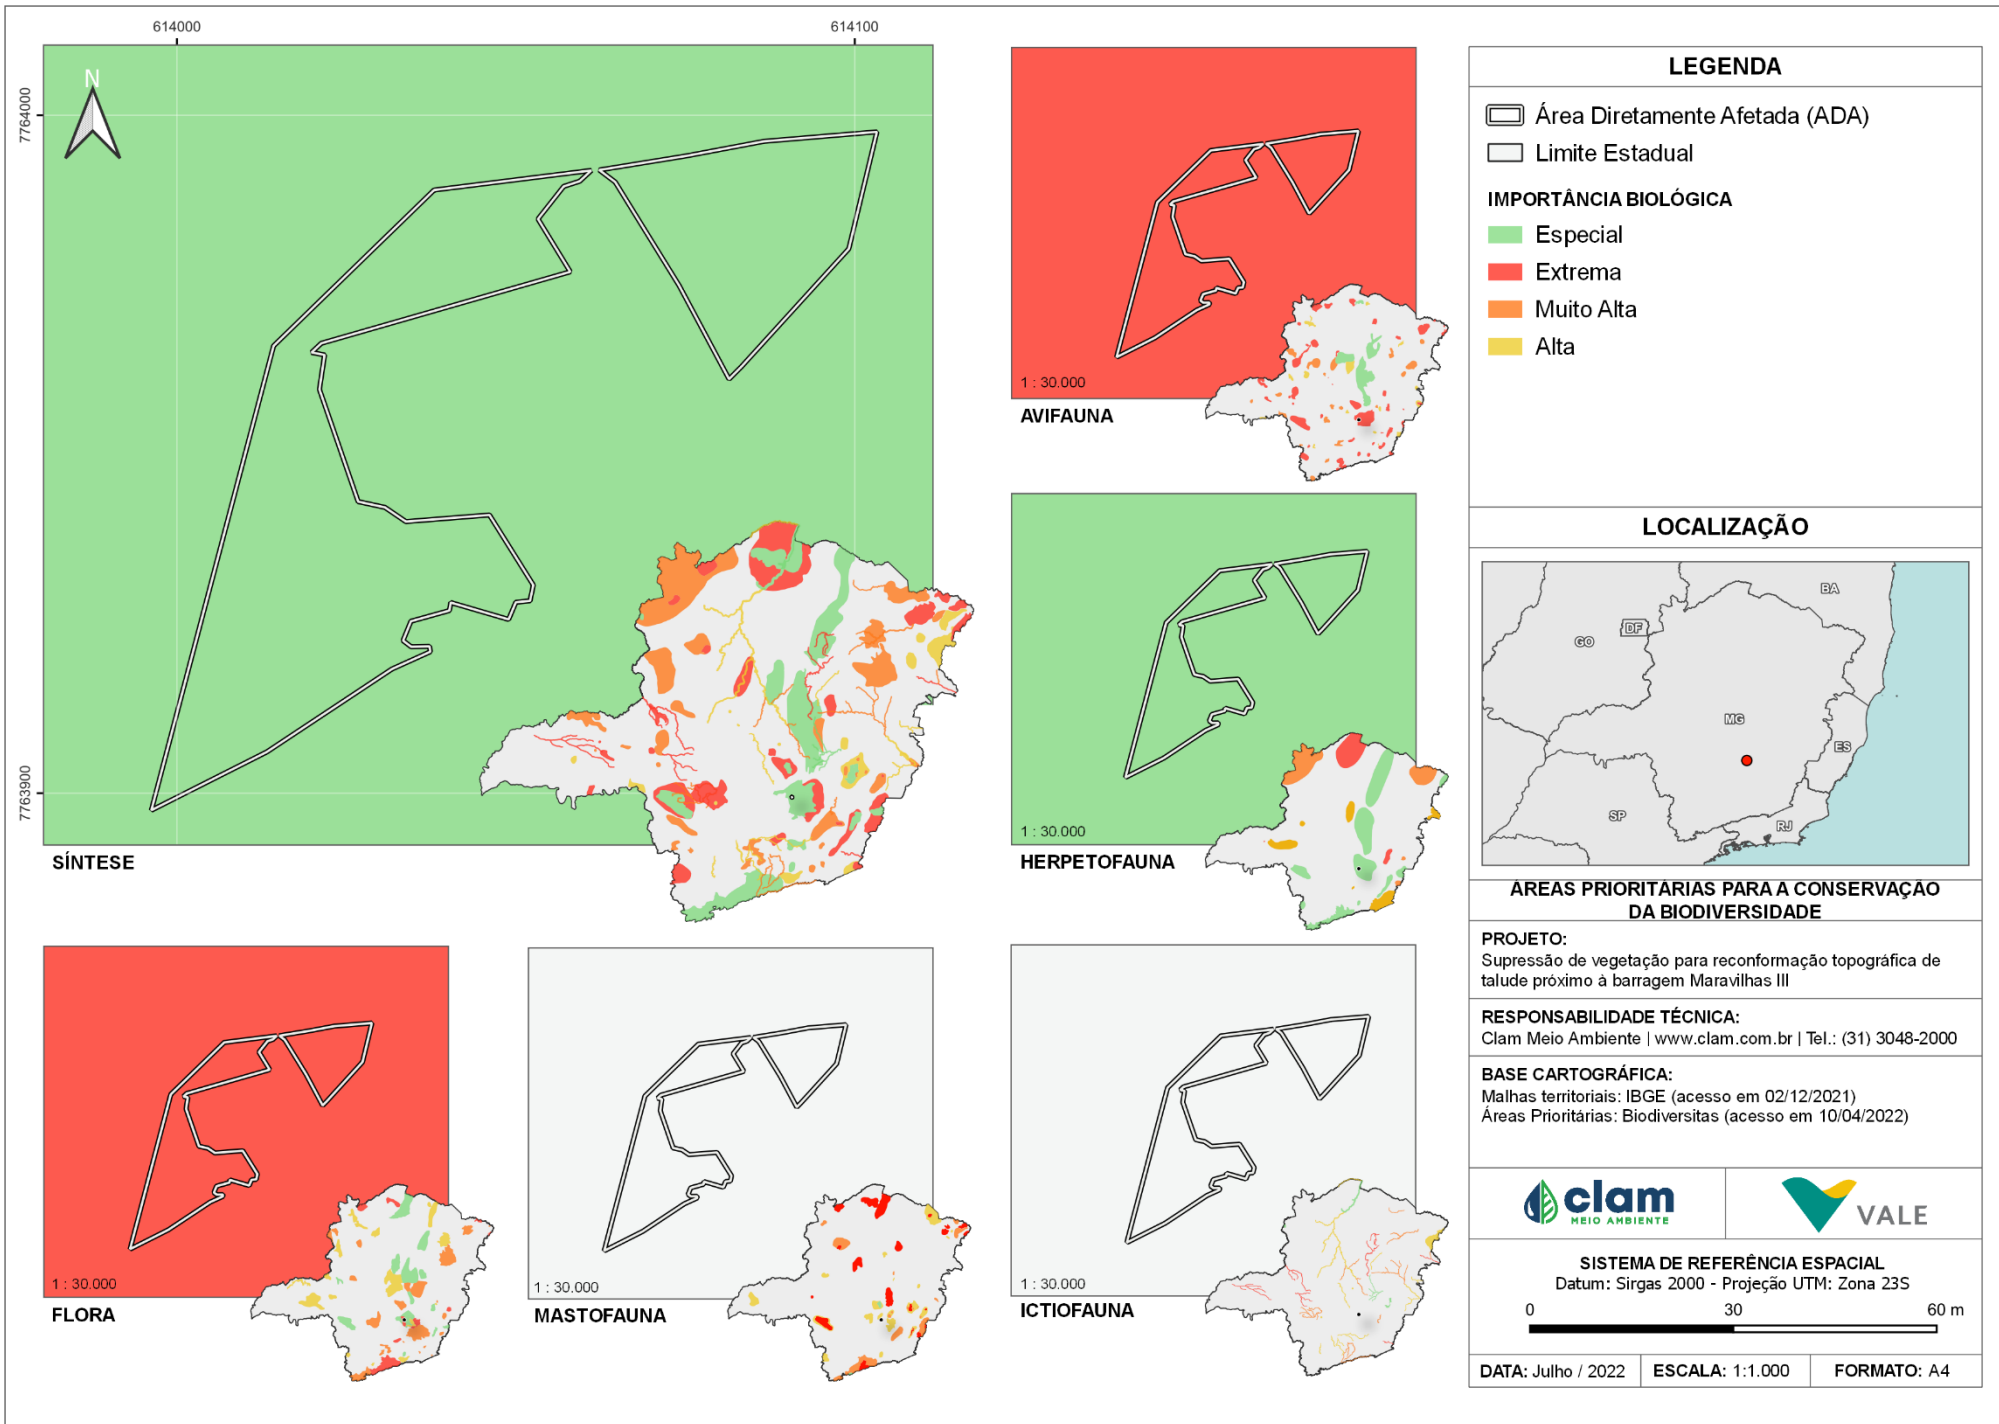 614000
614100
7764000
7763900
N
SÍNTESE
1 : 30.000
AVIFAUNA
1 : 30.000
HERPETOFAUNA
1 : 30.000
FLORA
1 : 30.000
MASTOFAUNA
1 : 30.000
ICTIOFAUNA
LEGENDA
Área Diretamente Afetada (ADA)
Limite Estadual
IMPORTÂNCIA BIOLÓGICA
Especial
Extrema
Muito Alta
Alta
LOCALIZAÇÃO
BA
DF
GO
MG
ES
SP
RJ
ÁREAS PRIORITÁRIAS PARA A CONSERVAÇÃO
DA BIODIVERSIDADE
PROJETO:
Supressão de vegetação para reconformação topográfica de
talude próximo à barragem Maravilhas III
RESPONSABILIDADE TÉCNICA:
Clam Meio Ambiente | www.clam.com.br | Tel.: (31) 3048-2000
BASE CARTOGRÁFICA:
Malhas territoriais: IBGE (acesso em 02/12/2021)
Áreas Prioritárias: Biodiversitas (acesso em 10/04/2022)
clam
MEIO AMBIENTE
VALE
SISTEMA DE REFERÊNCIA ESPACIAL
Datum: Sirgas 2000 - Projeção UTM: Zona 23S
0 30 60 m
DATA: Julho / 2022 ESCALA: 1:1.000 FORMATO: A4